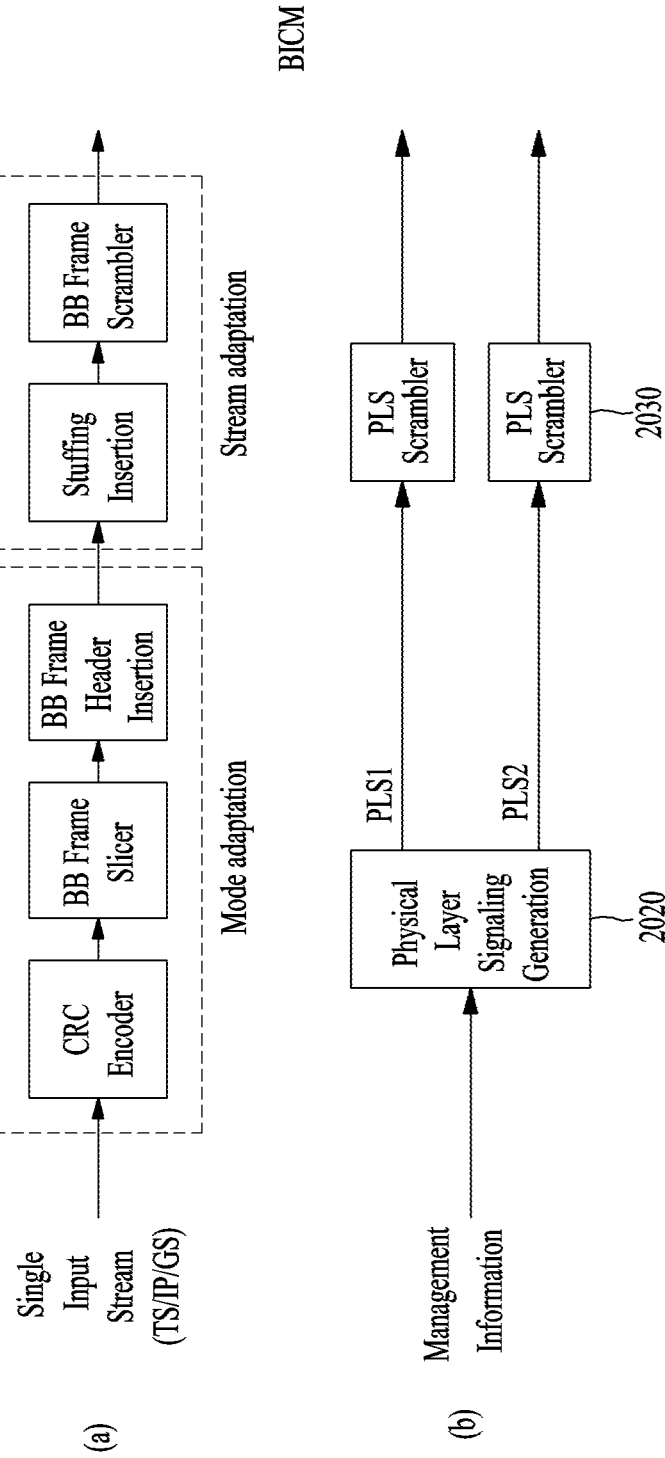 (a)
Single
Input
Stream
(TS/IP/GS)
CRC
Encoder
BB Frame
Slicer
BB Frame
Header
Insertion
Mode adaptation
Stuffing
Insertion
BB Frame
Scrambler
Stream adaptation
BICM
(b)
Management
Information
Physical
Layer
Signaling
Generation
2020
PLS1
PLS2
PLS
Scrambler
PLS
Scrambler
2030